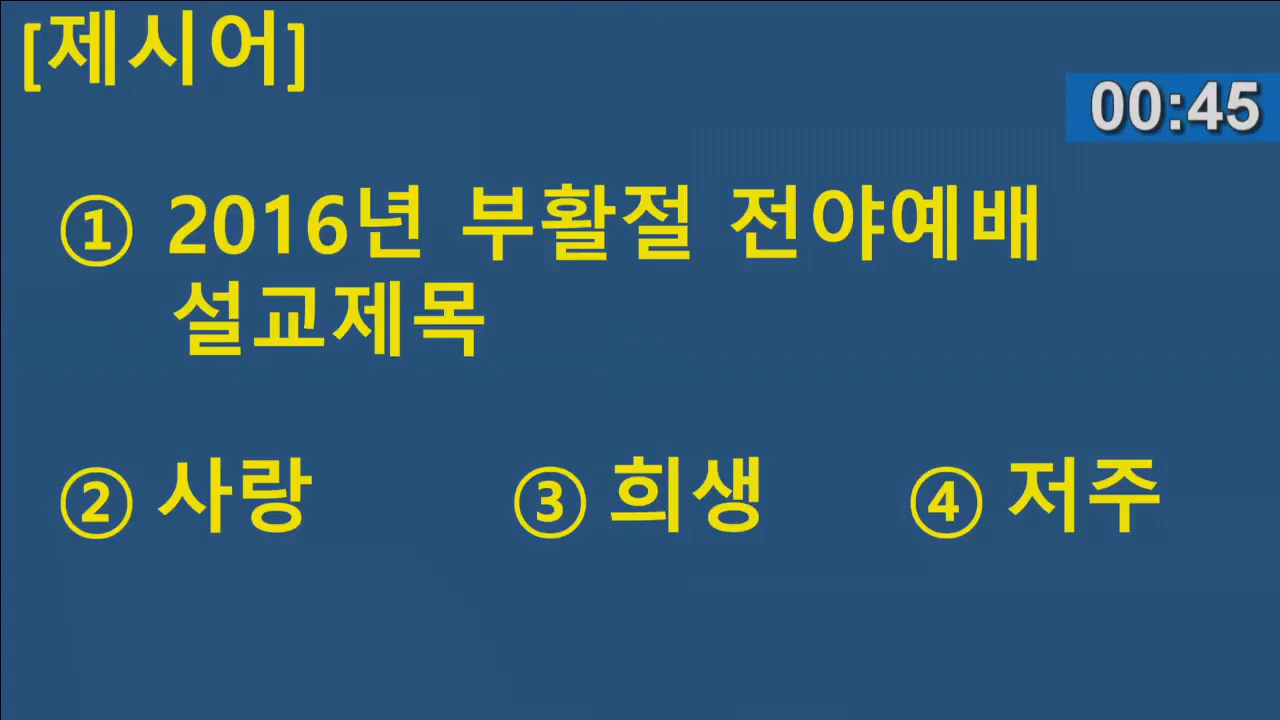 [제시어]
00:45
① 2016년 부활절 전야예배
설교제목
② 사랑 ③ 희생 ④ 저주